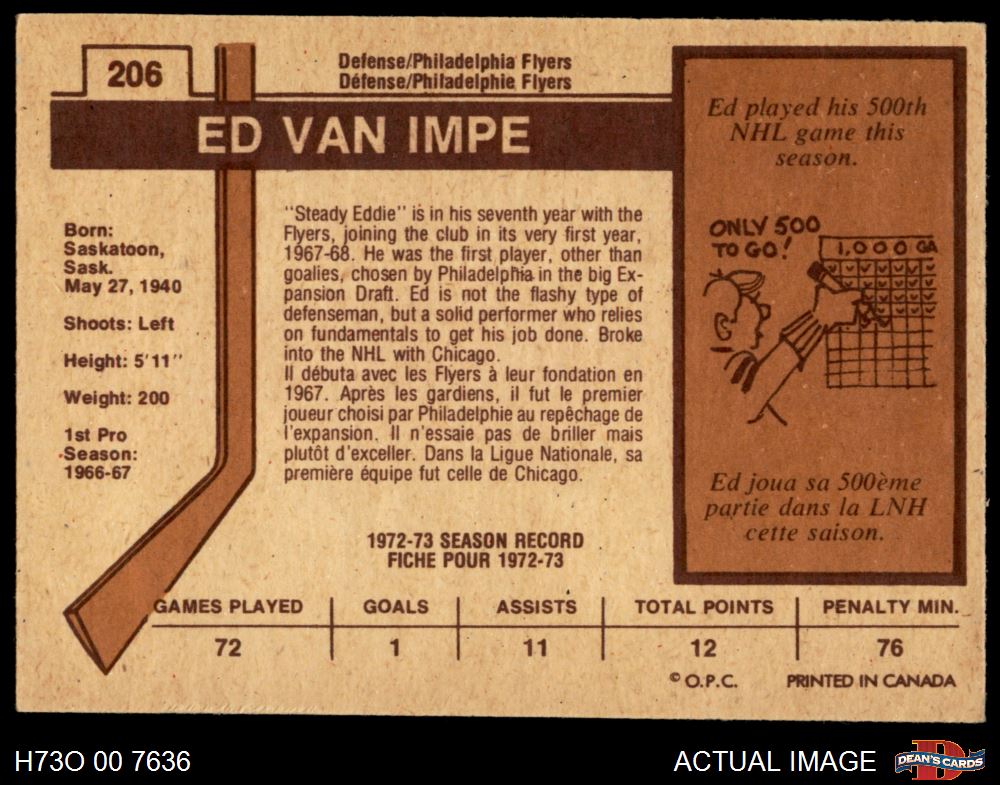 206
Defense/Philadelphia Flyers
Défense/Philadelphie Flyers
ED VAN IMPE
Born:
Saskatoon,
Sask.
May 27, 1940
Shoots: Left
Height: 5'11''
Weight: 200
1st Pro
Season:
1966-67
"Steady Eddie" is in his seventh year with the
Flyers, joining the club in its very first year,
1967-68. He was the first player, other than
goalies, chosen by Philadelphia in the big Ex-
pansion Draft. Ed is not the flashy type of
defenseman, but a solid performer who relies
on fundamentals to get his job done. Broke
into the NHL with Chicago.
Il débuta avec les Flyers à leur fondation en
1967. Après les gardiens, il fut le premier
joueur choisi par Philadelphie au repêchage de
l'expansion. Il n'essaie pas de briller mais
plutôt d'exceller. Dans la Ligue Nationale, sa
première équipe fut celle de Chicago.
Ed played his 500th
NHL game this
season.
ONLY 500
TO GO!
1,000 GA
Ed joua sa 500ème
partie dans la LNH
cette saison.
1972-73 SEASON RECORD
FICHE POUR 1972-73
GAMES PLAYED GOALS ASSISTS TOTAL POINTS PENALTY MIN.
72 1 11 12 76
© O.P.C. PRINTED IN CANADA
H73O 00 7636 ACTUAL IMAGE DEAN'S CARDS